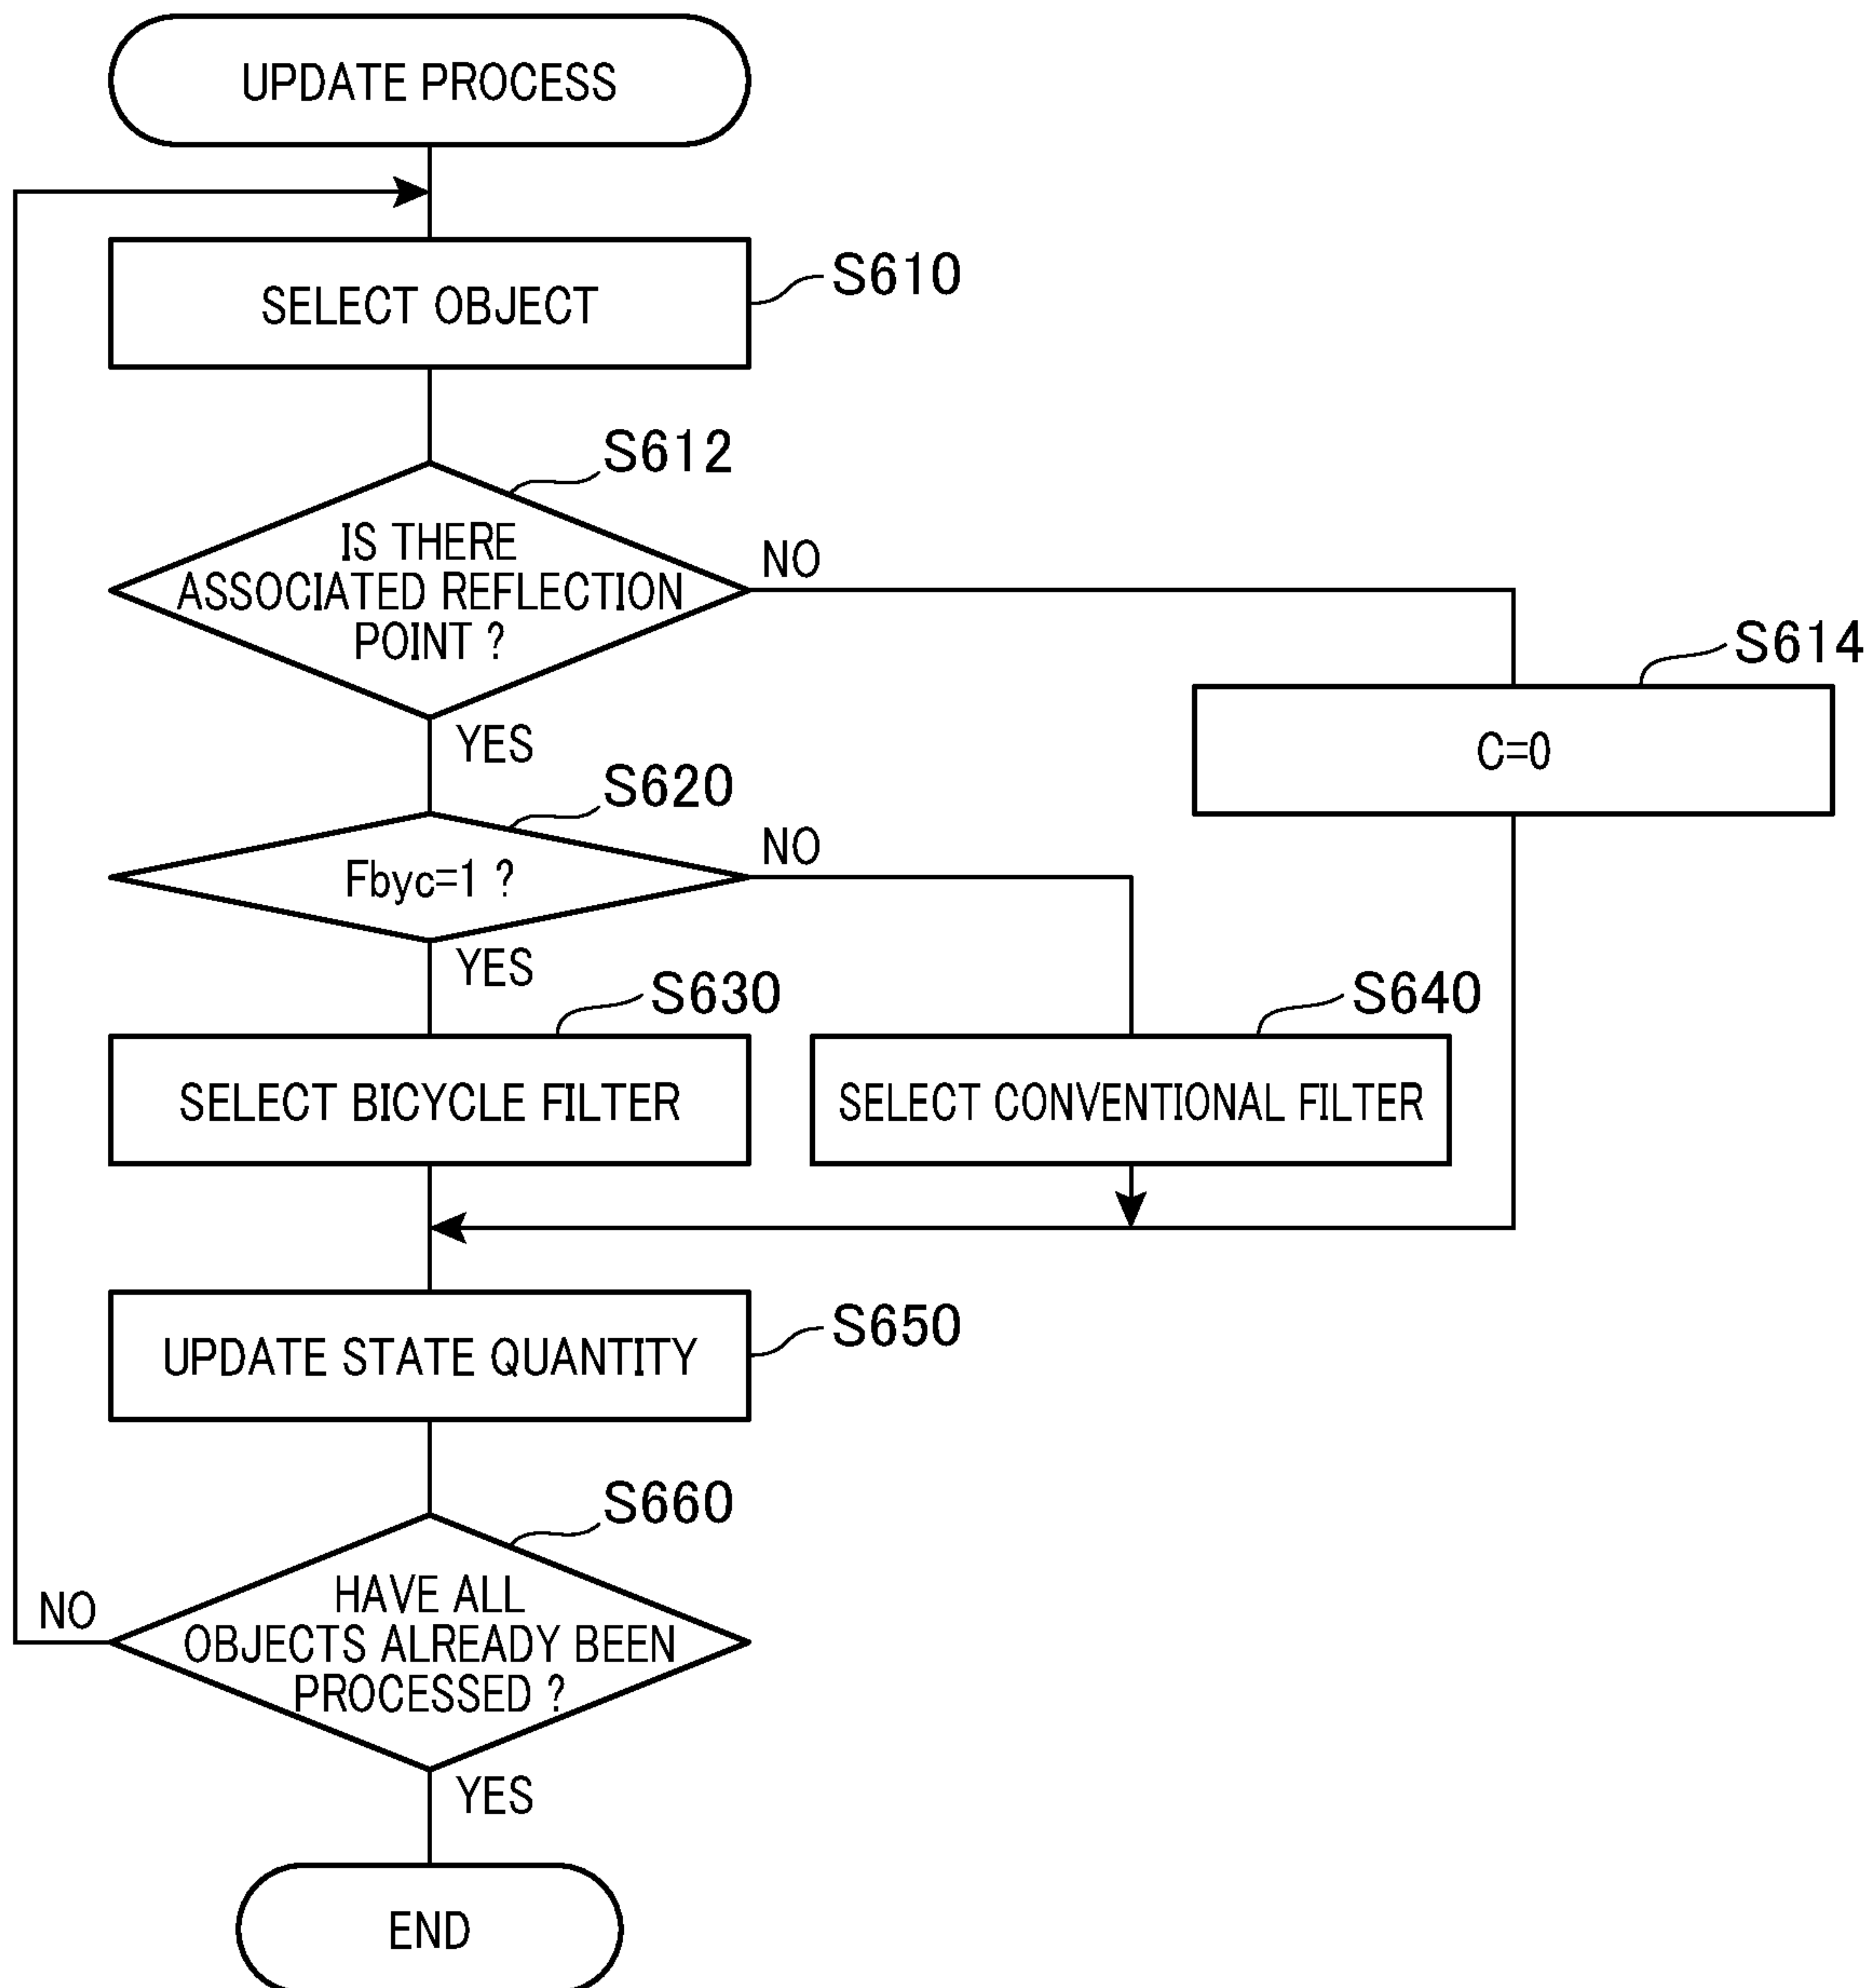 UPDATE PROCESS
SELECT OBJECT
S610
S612
IS THERE
ASSOCIATED REFLECTION
POINT ?
NO
YES
S614
C=0
S620
Fbyc=1 ?
NO
YES
S630
SELECT BICYCLE FILTER
S640
SELECT CONVENTIONAL FILTER
UPDATE STATE QUANTITY
S650
S660
HAVE ALL
OBJECTS ALREADY BEEN
PROCESSED ?
NO
YES
END